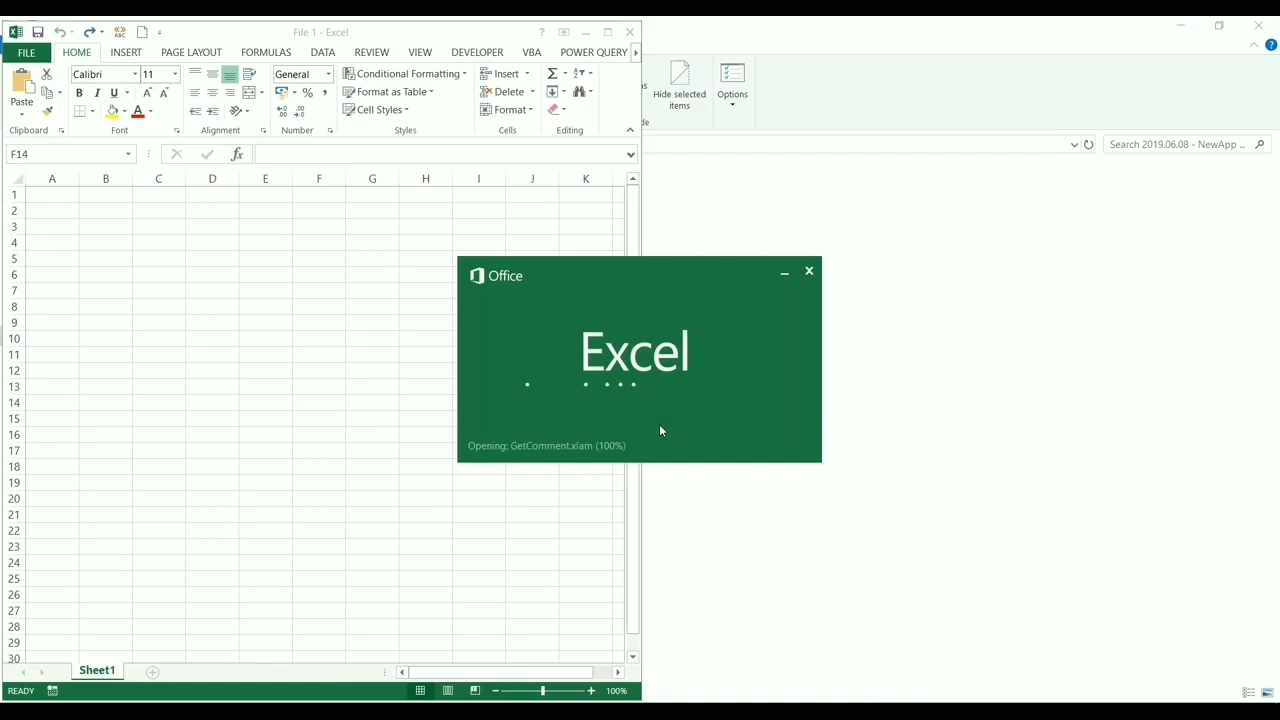 File 1 - Excel
FILE HOME INSERT PAGE LAYOUT FORMULAS DATA REVIEW VIEW DEVELOPER VBA POWER QUERY
Paste
Calibri 11
B I U
A A
A
General
% ,
Conditional Formatting
Format as Table
Cell Styles
Insert
Delete
Format
Clipboard Font Alignment Number Styles Cells Editing
Hide selected
items
Options
F14
fx
Search 2019.06.08 - NewApp ...
A B C D E F G H I J K
1
2
3
4
5
6
7
8
9
10
11
12
13
14
15
16
17
18
19
20
21
22
23
24
25
26
27
28
29
30
Office
Excel
Opening: GetComment.xlam (100%)
Sheet1
READY
100%